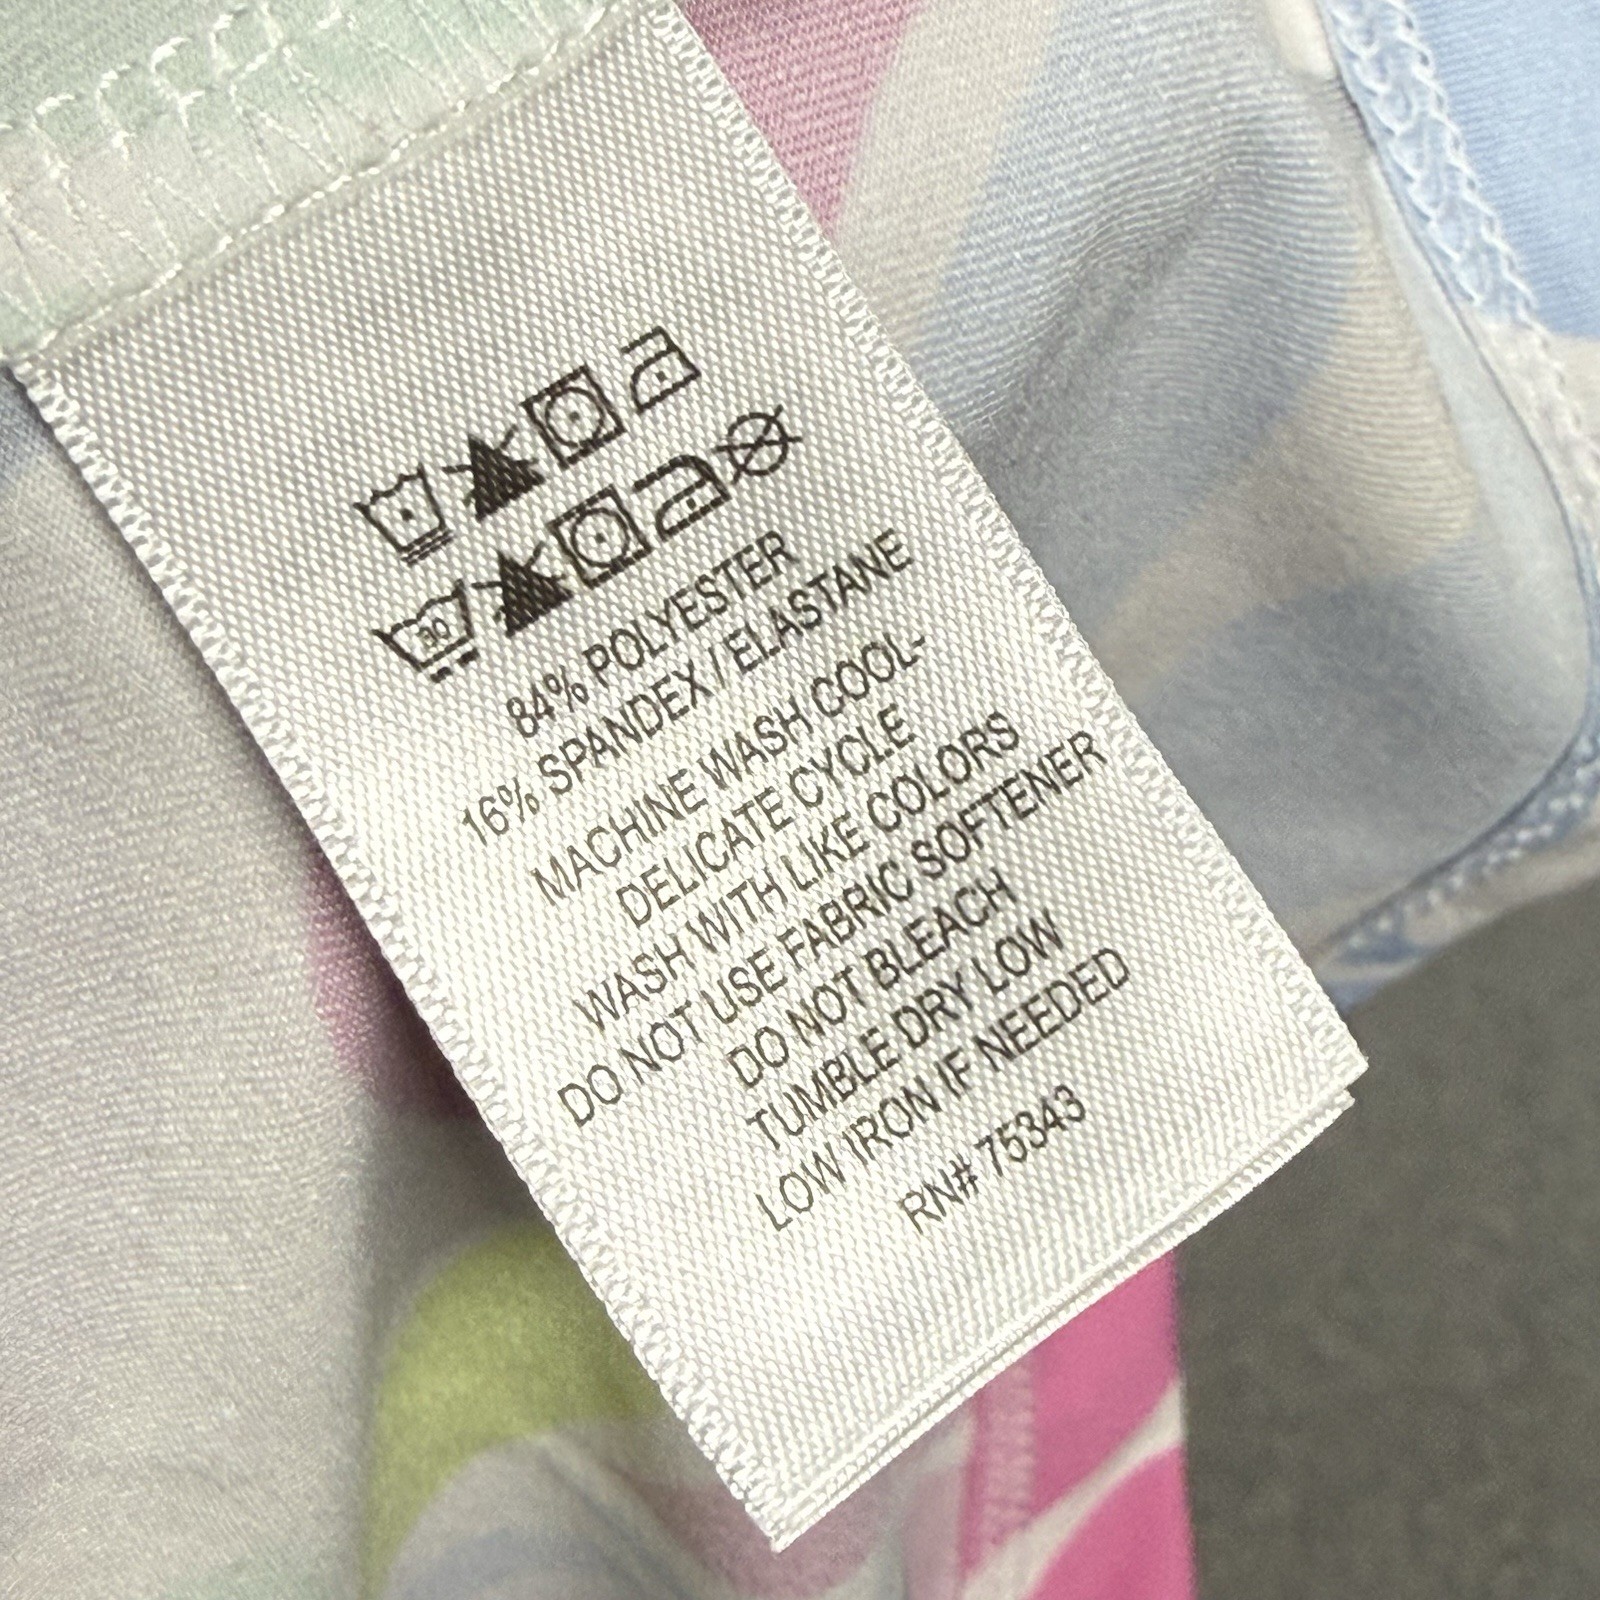 30
84% POLYESTER
16% SPANDEX / ELASTANE
MACHINE WASH COOL-
DELICATE CYCLE
WASH WITH LIKE COLORS
DO NOT USE FABRIC SOFTENER
DO NOT BLEACH
TUMBLE DRY LOW
LOW IRON IF NEEDED
RN# 75343